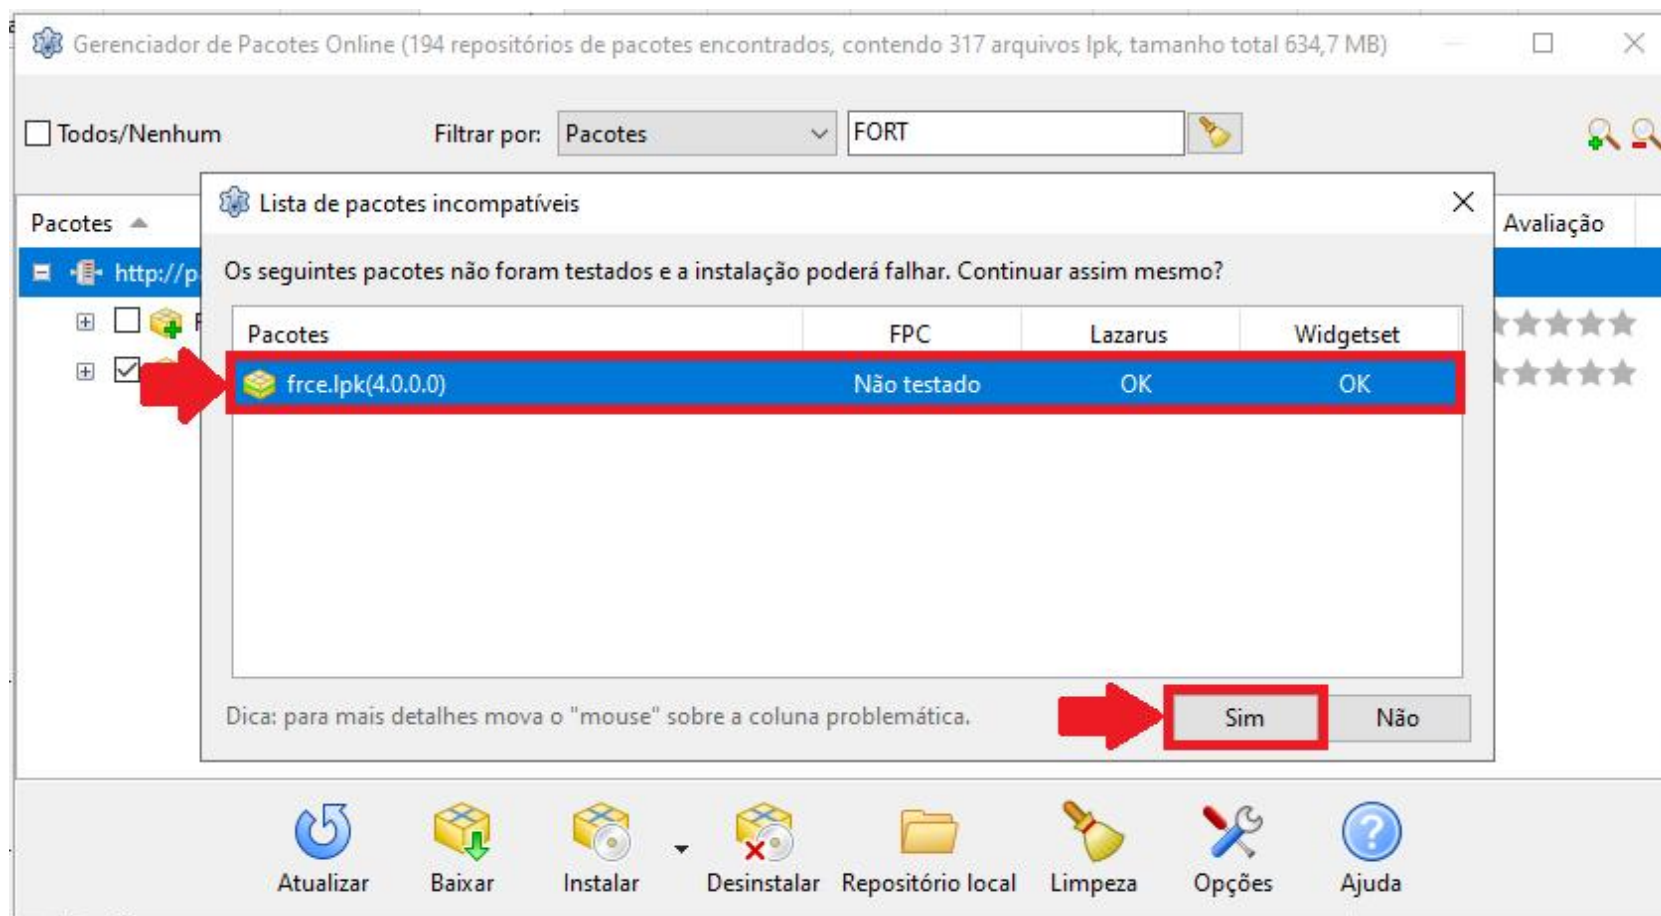 Gerenciador de Pacotes Online (194 repositórios de pacotes encontrados, contendo 317 arquivos lpk, tamanho total 634,7 MB)
Todos/Nenhum Filtrar por: Pacotes FORT
Lista de pacotes incompatíveis
Pacotes Avaliação
Os seguintes pacotes não foram testados e a instalação poderá falhar. Continuar assim mesmo?
http://p
Pacotes FPC Lazarus Widgetset
frce.lpk(4.0.0.0) Não testado OK OK
Dica: para mais detalhes mova o "mouse" sobre a coluna problemática. Sim Não
Atualizar Baixar Instalar Desinstalar Repositório local Limpeza Opções Ajuda